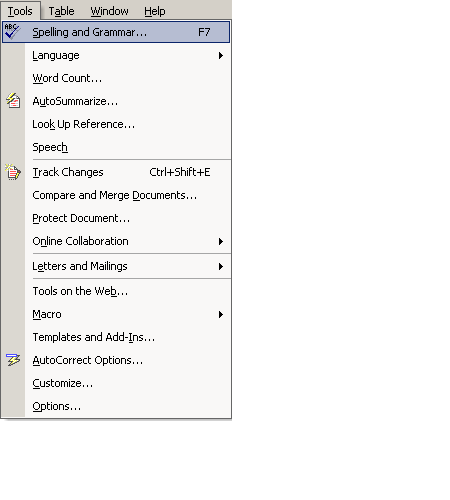 Tools Table Window Help
ABC Spelling and Grammar... F7
Language
Word Count...
AutoSummarize...
Look Up Reference...
Speech
Track Changes Ctrl+Shift+E
Compare and Merge Documents...
Protect Document...
Online Collaboration
Letters and Mailings
Tools on the Web...
Macro
Templates and Add-Ins...
AutoCorrect Options...
Customize...
Options...